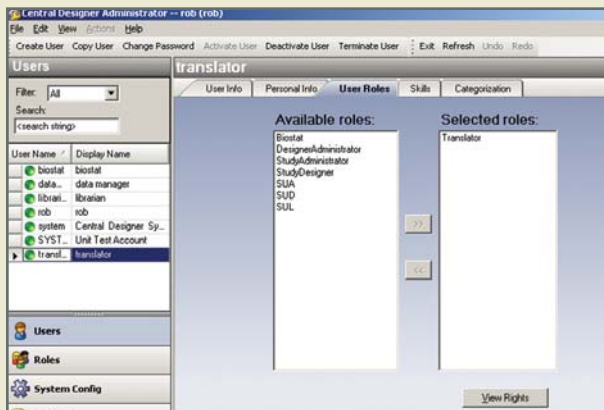 Central Designer Administrator -- rob (rob)
File Edit View Actions Help
Create User Copy User Change Password Activate User Deactivate User Terminate User Exit Refresh Undo Redo
Users
translator
Filter: All
Search:
<search string>
User Name Display Name
biostat biostat
data... data manager
librari... librarian
rob rob
system Central Designer Sy...
SYST... Unit Test Account
transl... translator
Users
Roles
System Config
User Info Personal Info User Roles Skills Categorization
Available roles:
Biostat
DesignerAdministrator
StudyAdministrator
StudyDesigner
SUA
SUD
SUL
>>
<<
Selected roles:
Translator
View Rights